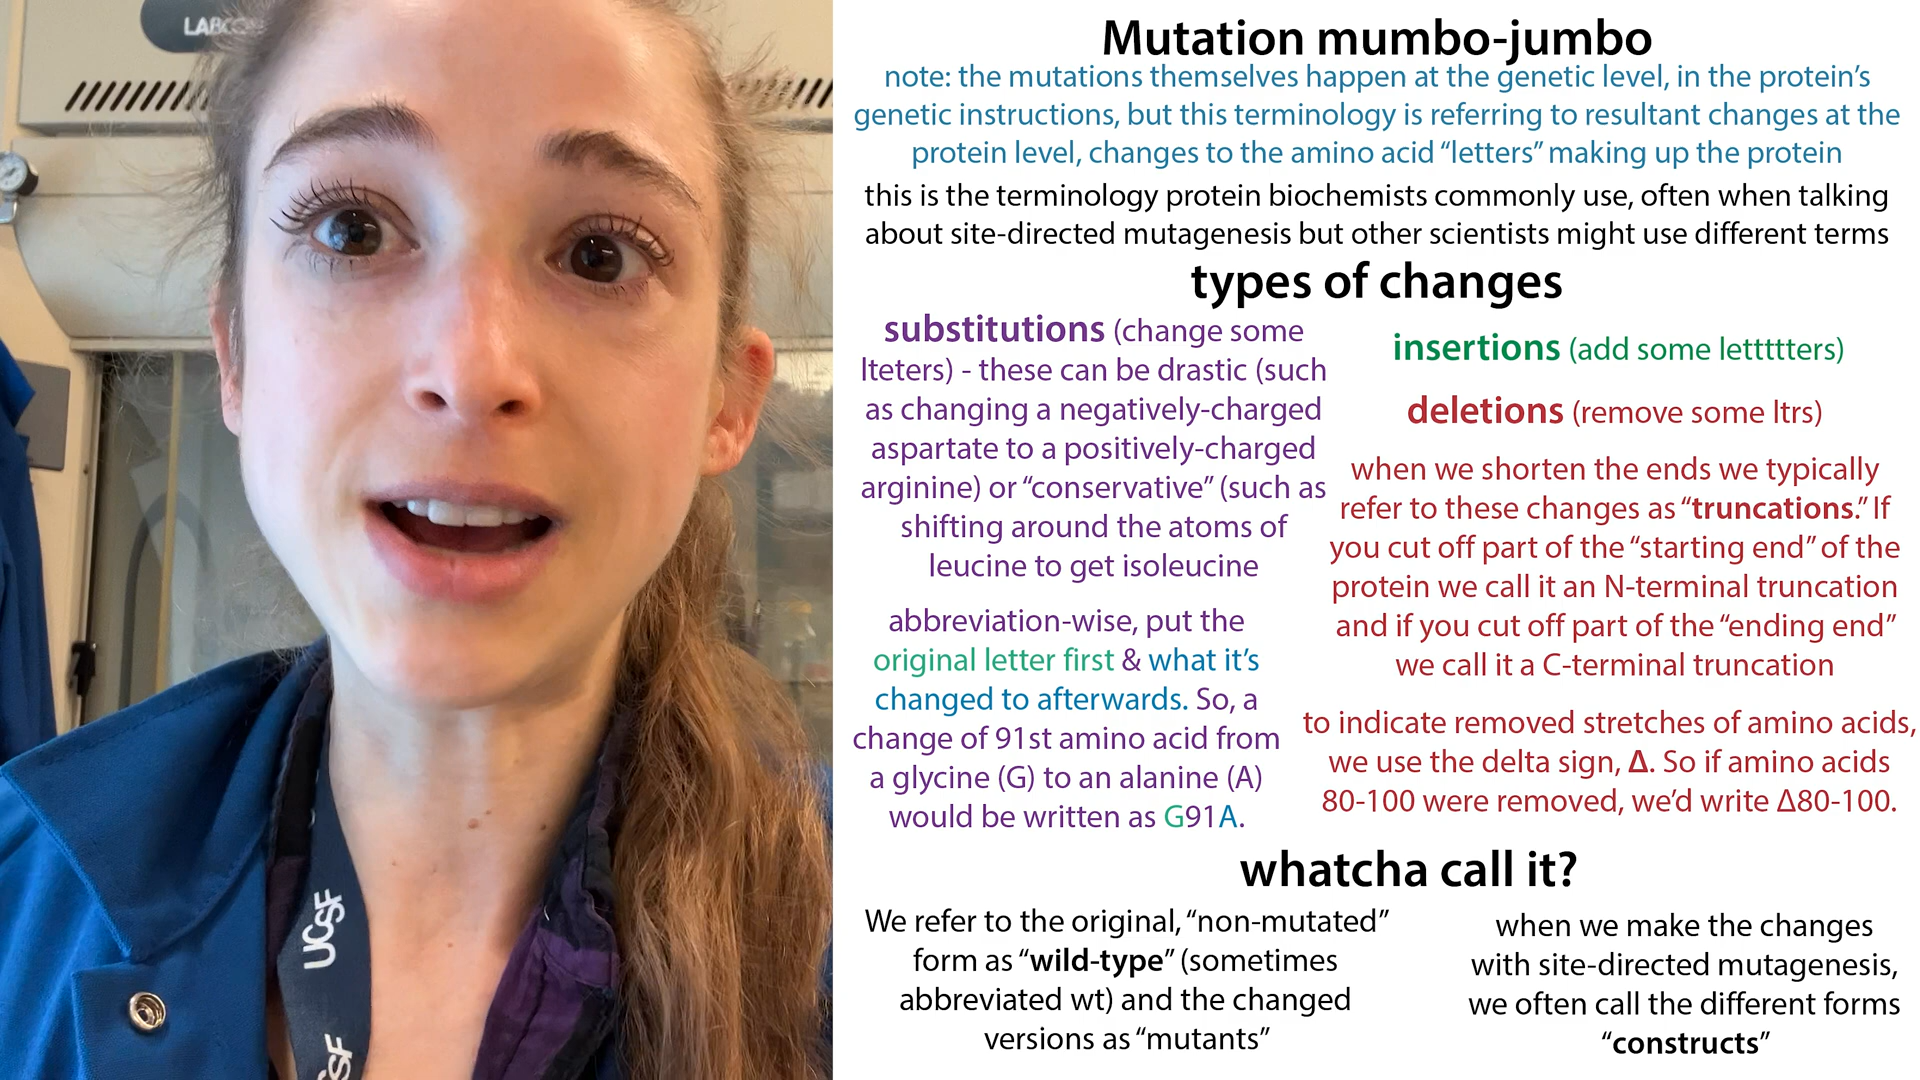 LABCO
UCSF
CSF
Mutation mumbo-jumbo
note: the mutations themselves happen at the genetic level, in the protein’s
genetic instructions, but this terminology is referring to resultant changes at the
protein level, changes to the amino acid “letters” making up the protein
this is the terminology protein biochemists commonly use, often when talking
about site-directed mutagenesis but other scientists might use different terms
types of changes
substitutions (change some
lteters) - these can be drastic (such
as changing a negatively-charged
aspartate to a positively-charged
arginine) or “conservative” (such as
shifting around the atoms of
leucine to get isoleucine
abbreviation-wise, put the
original letter first & what it’s
changed to afterwards. So, a
change of 91st amino acid from
a glycine (G) to an alanine (A)
would be written as G91A.
insertions (add some lettttters)
deletions (remove some ltrs)
when we shorten the ends we typically
refer to these changes as “truncations.” If
you cut off part of the “starting end” of the
protein we call it an N-terminal truncation
and if you cut off part of the “ending end”
we call it a C-terminal truncation
to indicate removed stretches of amino acids,
we use the delta sign, Δ. So if amino acids
80-100 were removed, we’d write Δ80-100.
whatcha call it?
We refer to the original, “non-mutated”
form as “wild-type” (sometimes
abbreviated wt) and the changed
versions as “mutants”
when we make the changes
with site-directed mutagenesis,
we often call the different forms
“constructs”